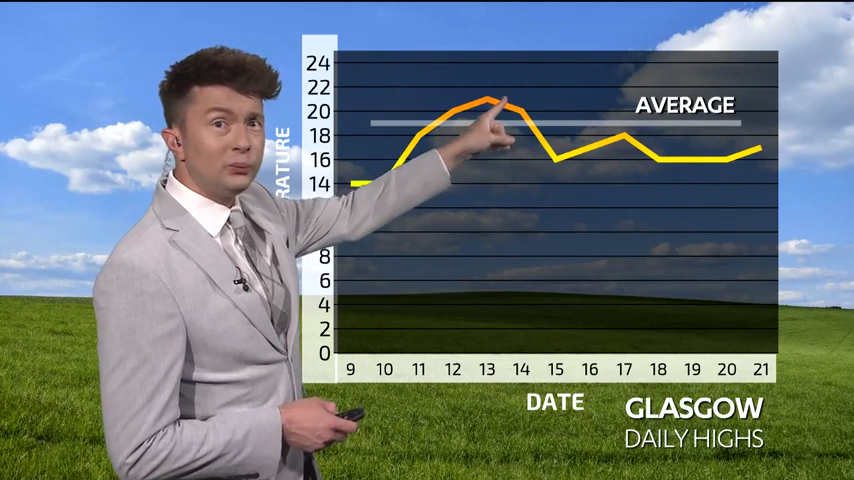 24
22
20
18
16
14
8
6
4
2
0
RATURE
AVERAGE
9 10 11 12 13 14 15 16 17 18 19 20 21
DATE
GLASGOW
DAILY HIGHS